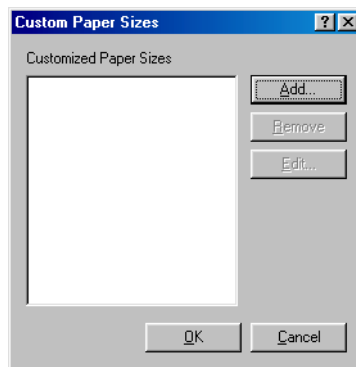 Custom Paper Sizes
Customized Paper Sizes
Add...
Remove
Edit...
OK
Cancel